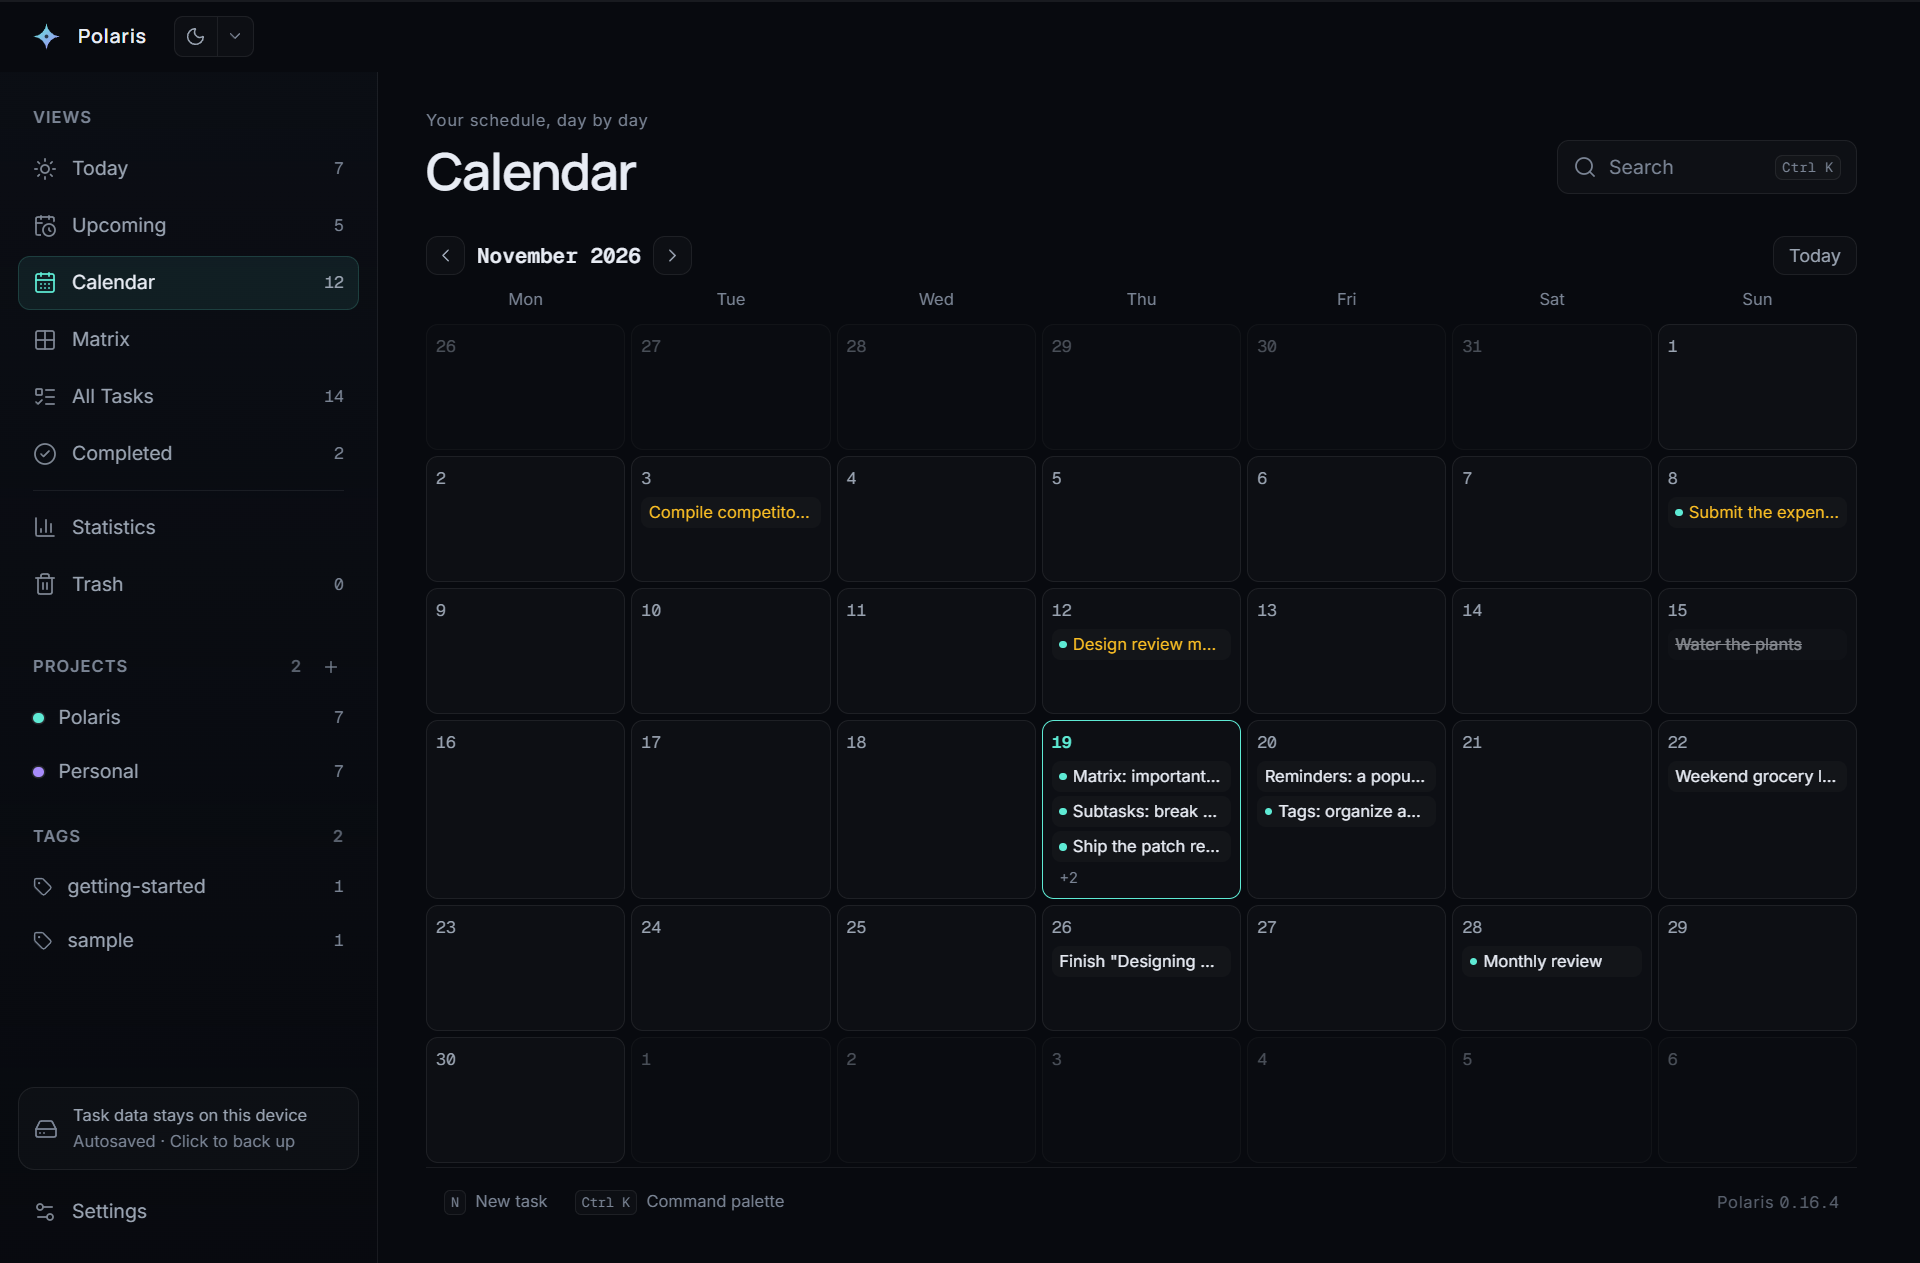 Polaris
VIEWS
Today 7
Upcoming 5
Calendar 12
Matrix
All Tasks 14
Completed 2
Statistics
Trash 0
PROJECTS 2 +
Polaris 7
Personal 7
TAGS 2
getting-started 1
sample 1
Task data stays on this device
Autosaved · Click to back up
Settings
Your schedule, day by day
Calendar
Search Ctrl K
November 2026
Today
Mon Tue Wed Thu Fri Sat Sun
26 27 28 29 30 31 1
2 3 4 5 6 7 8
Compile competito... Submit the expen...
9 10 11 12 13 14 15
Design review m... Water the plants
16 17 18 19 20 21 22
Matrix: important... Reminders: a popu... Weekend grocery l...
Subtasks: break ... Tags: organize a...
Ship the patch re...
+2
23 24 25 26 27 28 29
Finish "Designing ... Monthly review
30 1 2 3 4 5 6
N New task Ctrl K Command palette
Polaris 0.16.4